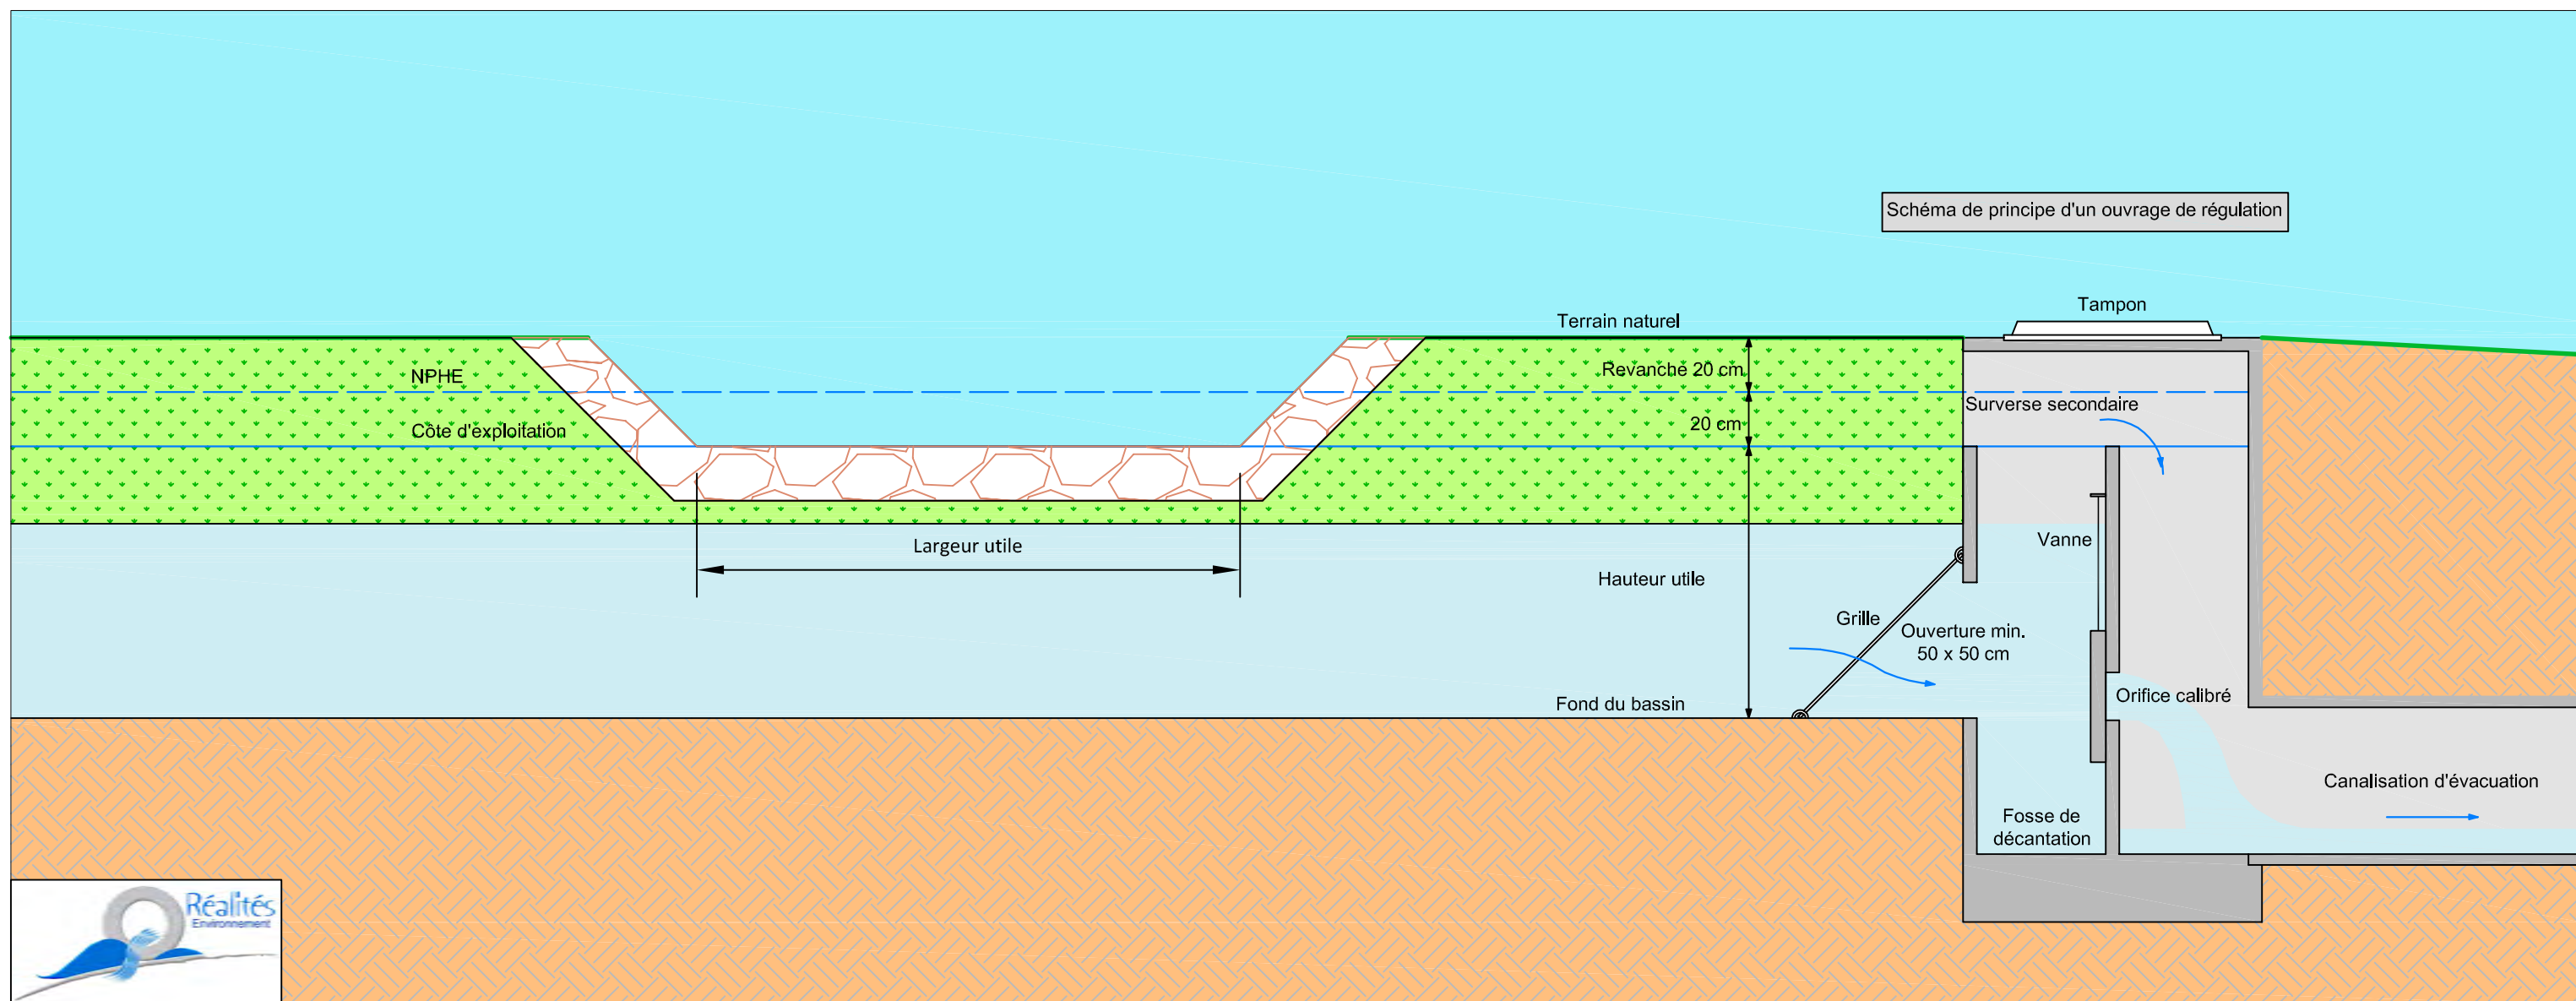 Schéma de principe d'un ouvrage de régulation
Tampon
Terrain naturel
NPHE
Revanche 20 cm
Surverse secondaire
Côte d'exploitation
20 cm
Largeur utile
Vanne
Hauteur utile
Grille
Ouverture min.
50 x 50 cm
Fond du bassin
Orifice calibré
Canalisation d'évacuation
Fosse de
décantation
Réalités
Environnement